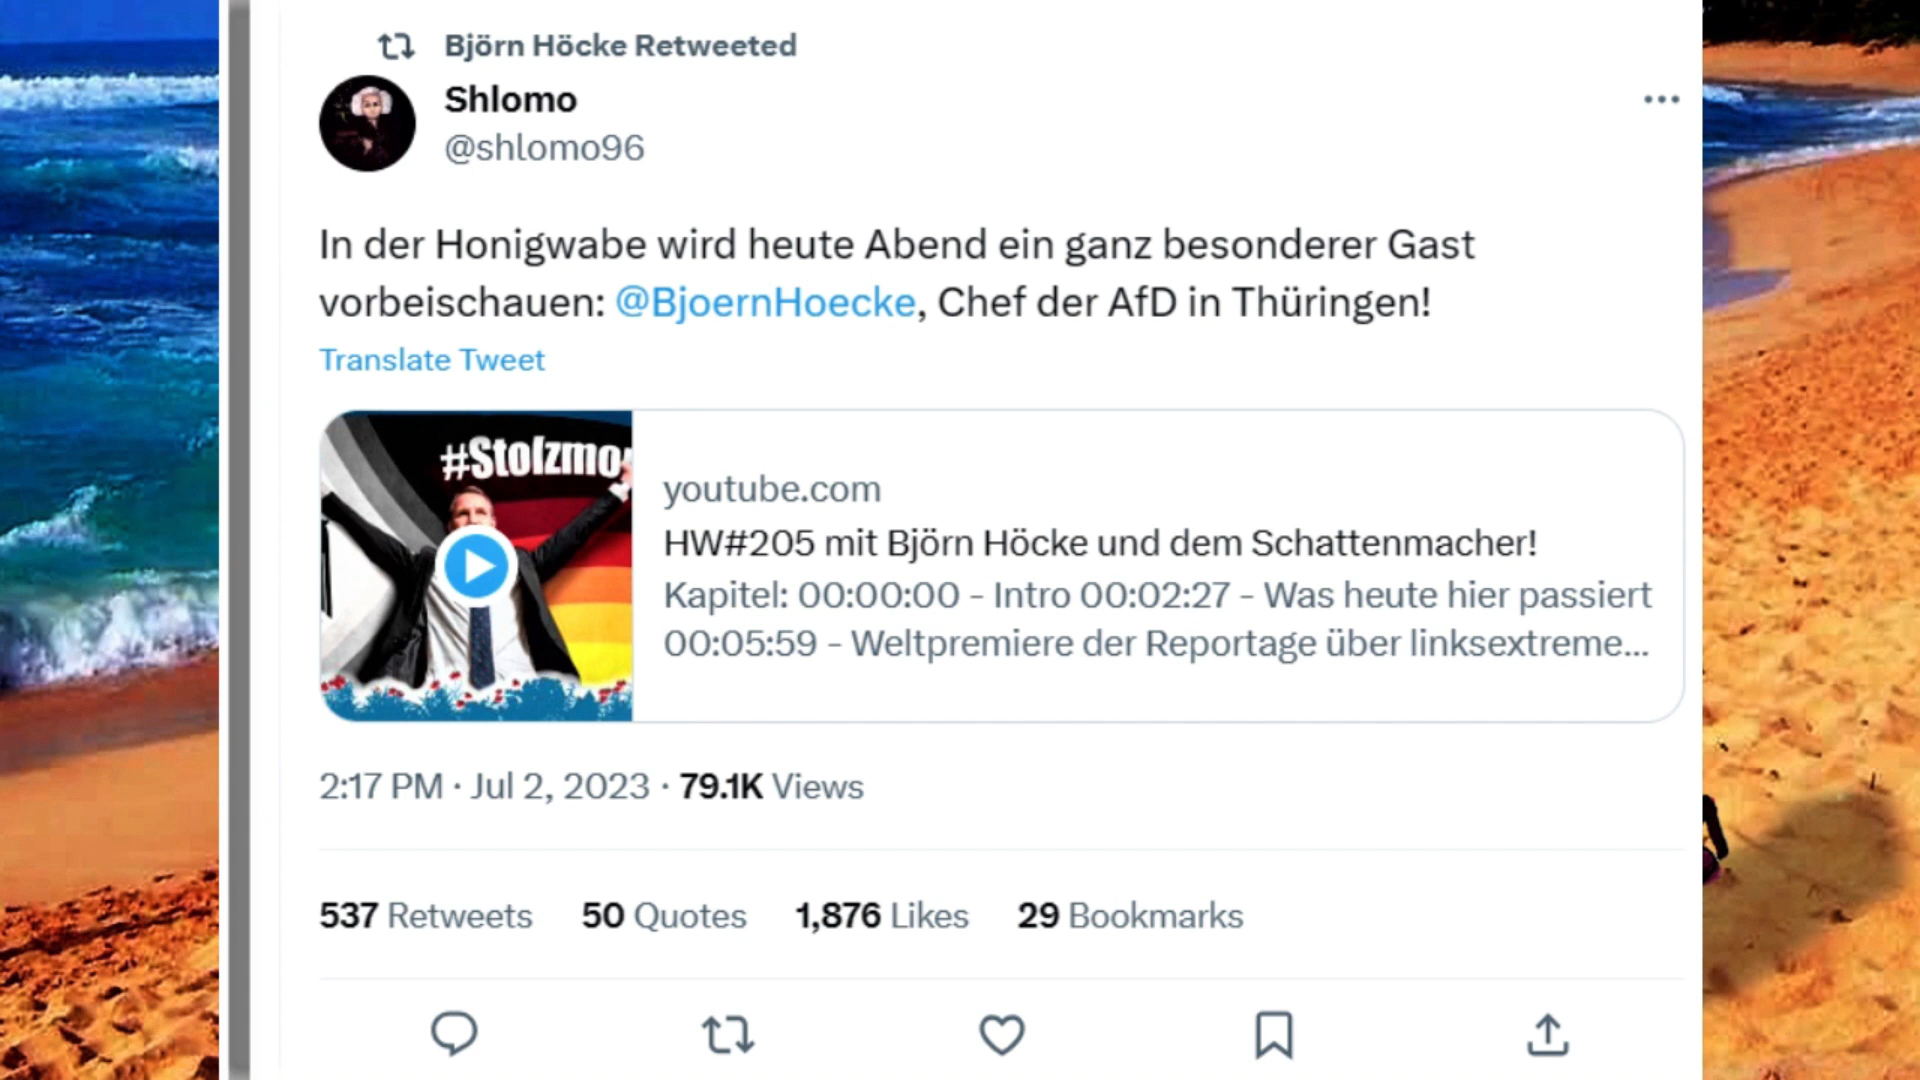 Björn Höcke Retweeted
Shlomo
@shlomo96
In der Honigwabe wird heute Abend ein ganz besonderer Gast
vorbeischauen: @BjoernHoecke, Chef der AfD in Thüringen!
Translate Tweet
#Stolzmo
youtube.com
HW#205 mit Björn Höcke und dem Schattenmacher!
Kapitel: 00:00:00 - Intro 00:02:27 - Was heute hier passiert
00:05:59 - Weltpremiere der Reportage über linksextreme...
2:17 PM · Jul 2, 2023 · 79.1K Views
537 Retweets 50 Quotes 1,876 Likes 29 Bookmarks